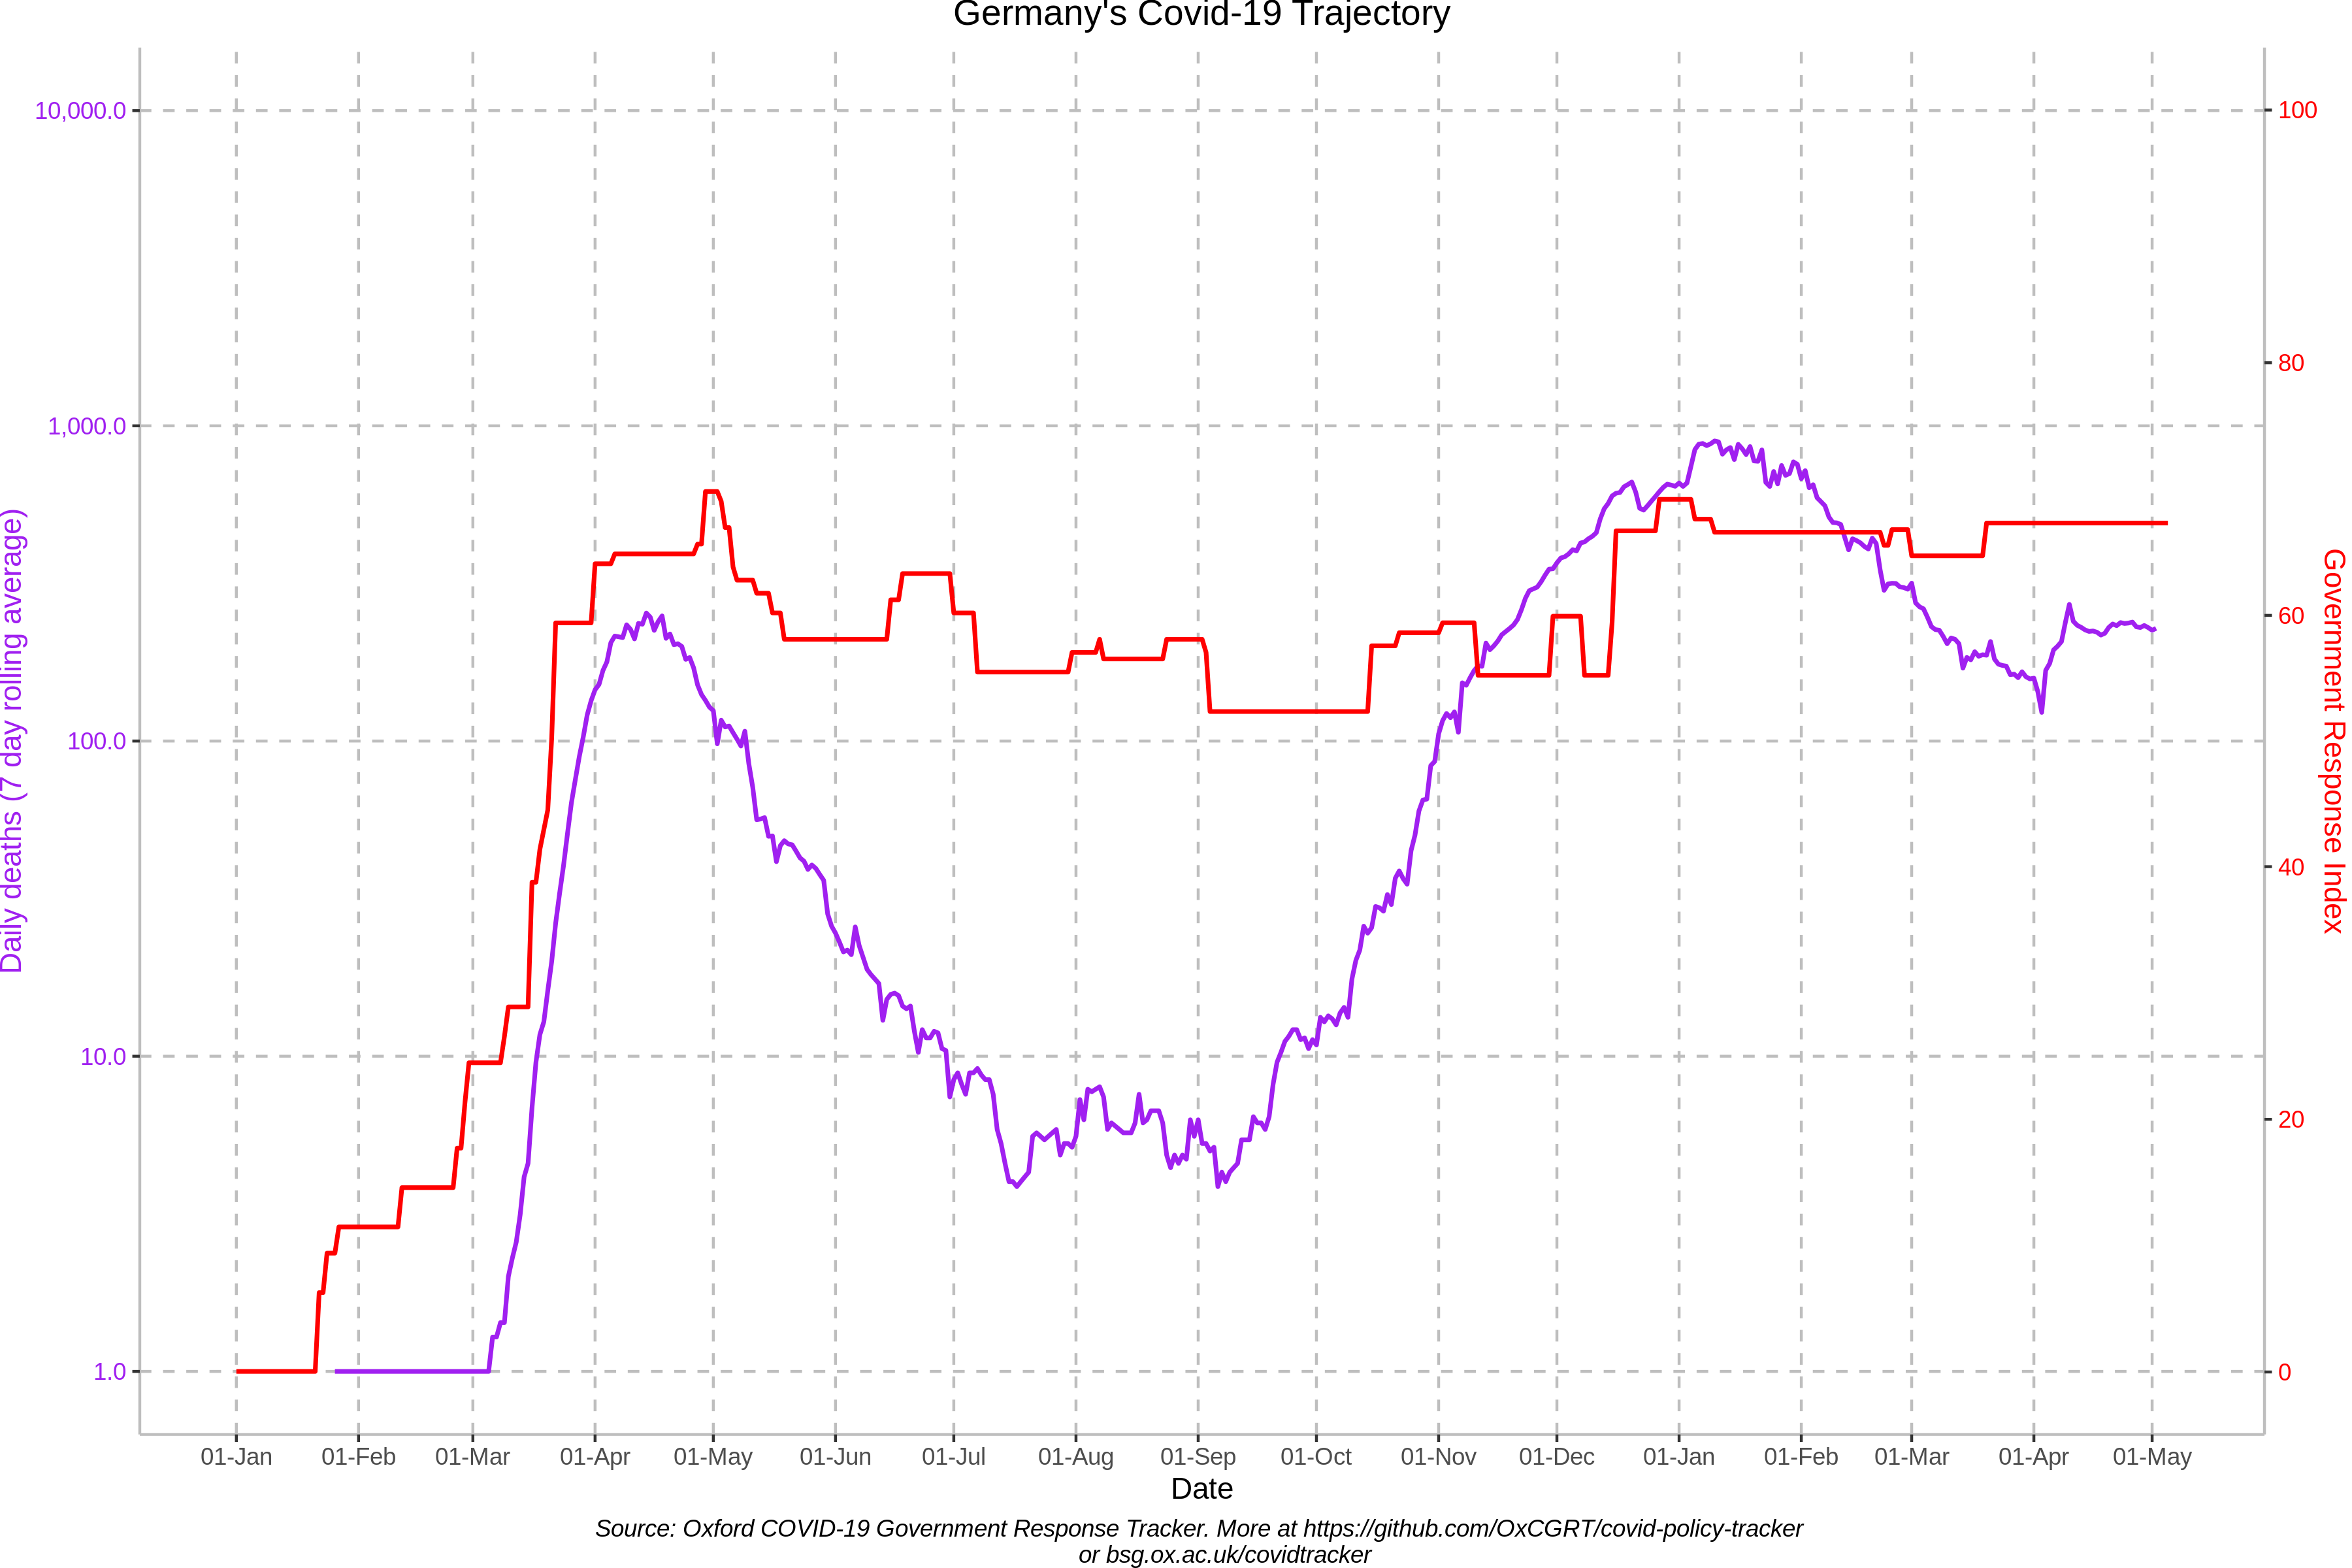 Germany's Covid-19 Trajectory
10,000.0
1,000.0
100.0
10.0
1.0
Daily deaths (7 day rolling average)
100
80
60
40
20
0
Government Response Index
01-Jan 01-Feb 01-Mar 01-Apr 01-May 01-Jun 01-Jul 01-Aug 01-Sep 01-Oct 01-Nov 01-Dec 01-Jan 01-Feb 01-Mar 01-Apr 01-May
Date
Source: Oxford COVID-19 Government Response Tracker. More at https://github.com/OxCGRT/covid-policy-tracker
or bsg.ox.ac.uk/covidtracker